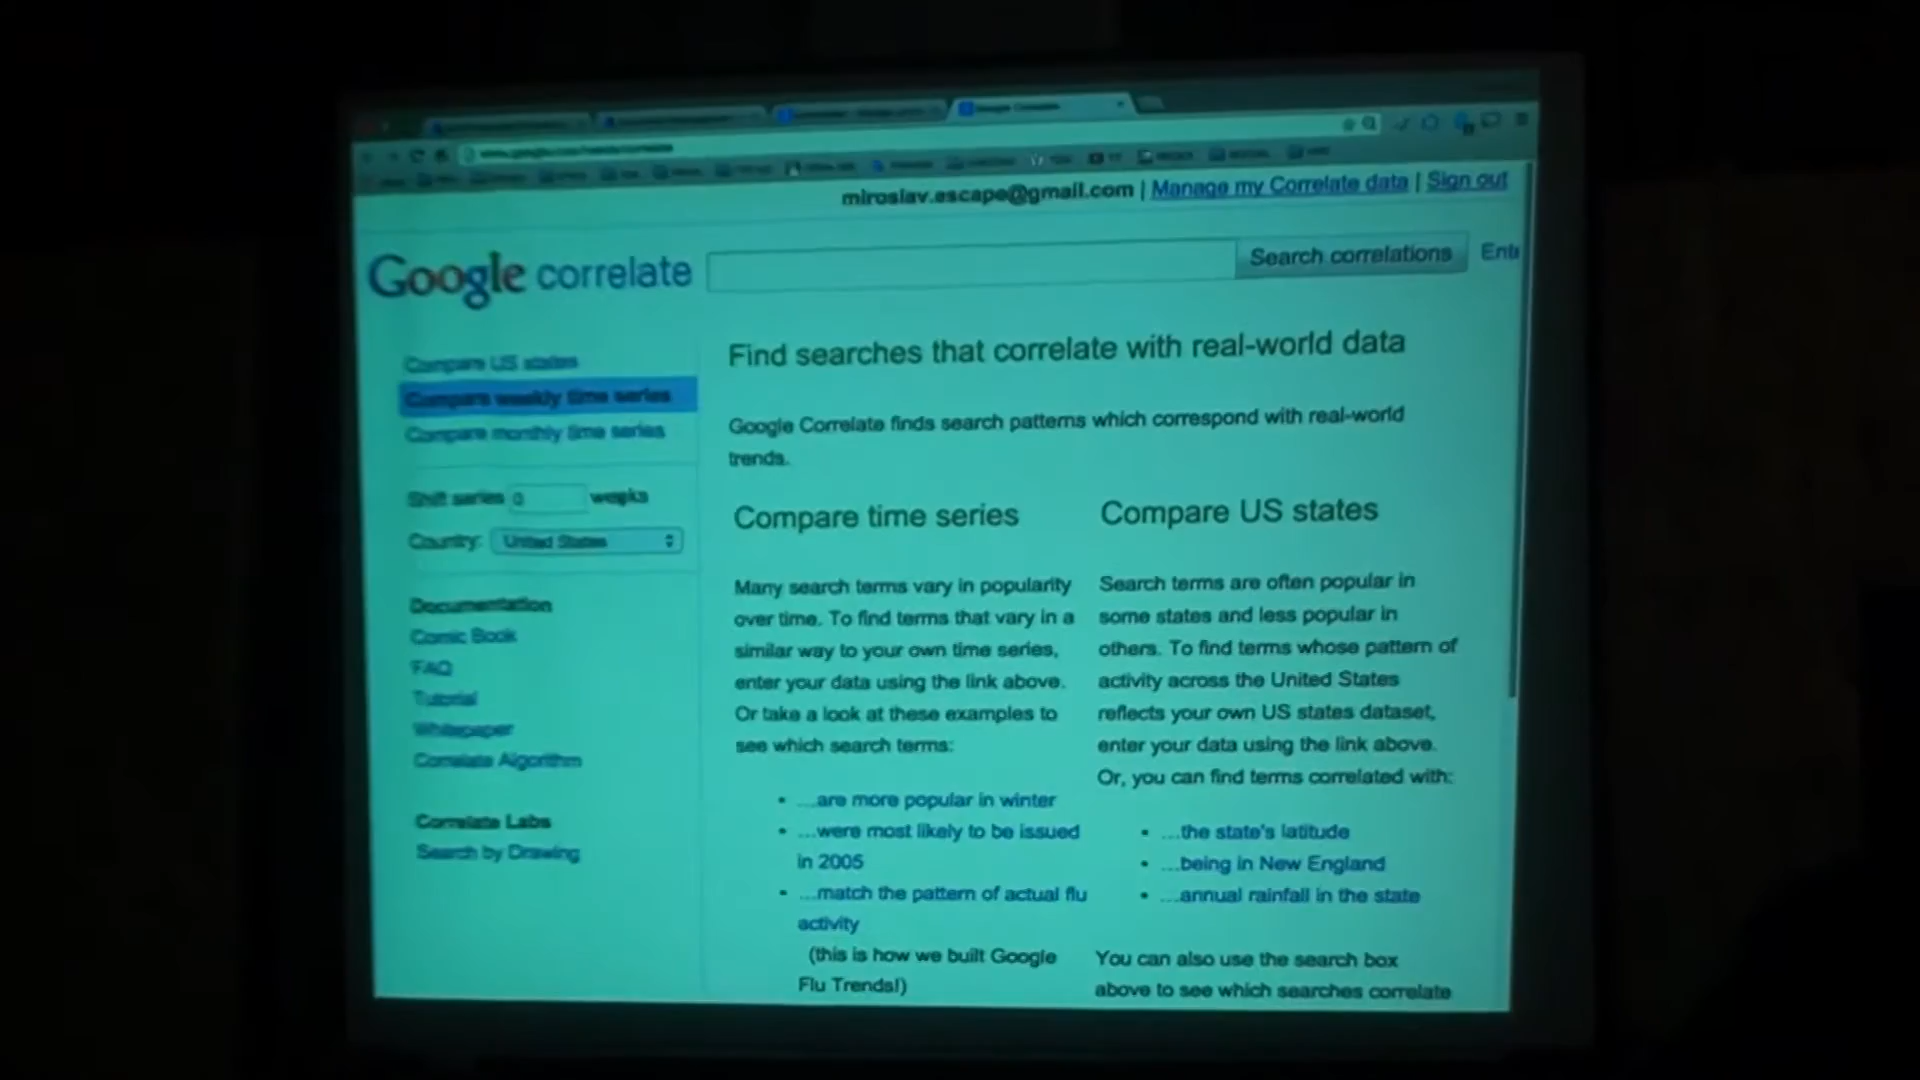 Google Correlate
miroslav.escape@gmail.com | Manage my Correlate data | Sign out
Google correlate
Search correlations
Compare US states
Compare weekly time series
Compare monthly time series
Shift series 0 weeks
Country: United States
Documentation
Comic Book
FAQ
Tutorial
Whitepaper
Correlate Algorithm
Correlate Labs
Search by Drawing
Find searches that correlate with real-world data
Google Correlate finds search patterns which correspond with real-world
trends.
Compare time series
Many search terms vary in popularity
over time. To find terms that vary in a
similar way to your own time series,
enter your data using the link above.
Or take a look at these examples to
see which search terms:
• ...are more popular in winter
• ...were most likely to be issued
in 2005
• ...match the pattern of actual flu
activity
(this is how we built Google
Flu Trends!)
Compare US states
Search terms are often popular in
some states and less popular in
others. To find terms whose pattern of
activity across the United States
reflects your own US states dataset,
enter your data using the link above.
Or, you can find terms correlated with:
• ...the state's latitude
• ...being in New England
• ...annual rainfall in the state
You can also use the search box
above to see which searches correlate